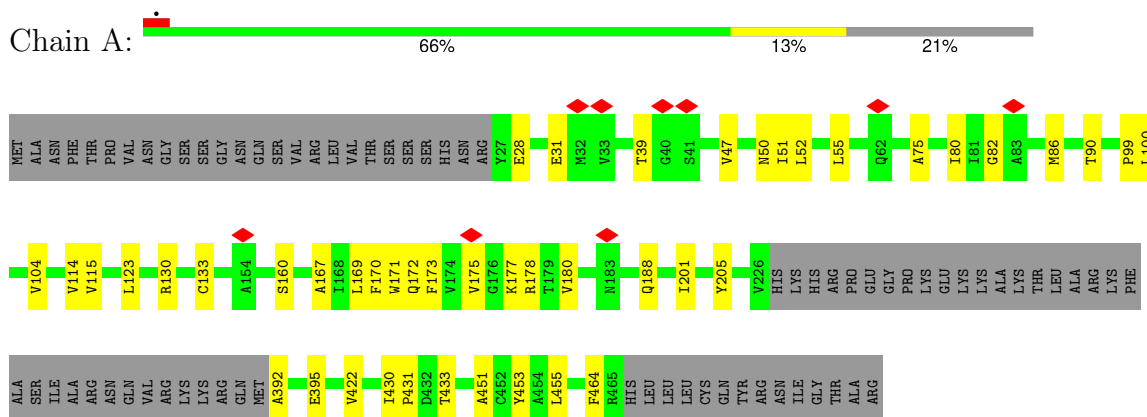 Chain A:
66% 13% 21%
MET ALA ASN PHE THR PRO VAL ASN GLY SER SER GLY ASN GLN SER VAL ARG LEU VAL THR SER SER SER HIS ASN ARG Y27 E28 E31 M32 V33 T39 G40 S41 V47 N50 I51 L52 L55 Q62 A75 I80 I81 G82 A83 M86 T90 P99 L100
V104 V114 V115 L123 R130 C133 A154 S160 A167 I168 L169 F170 W171 Q172 F173 V174 V175 G176 K177 R178 T179 V180 N183 Q188 I201 Y205 V226 HIS LYS HIS ARG PRO GLU GLY PRO LYS GLU LYS LYS ALA LYS THR LEU ALA ARG LYS PHE
ALA SER ILE ALA ARG ASN GLN VAL ARG LYS LYS ARG GLN MET A392 E395 V422 I430 P431 D432 T433 A451 C452 Y453 A454 L455 F464 R465 HIS LEU LEU LEU CYS GLN TYR ARG ASN ILE GLY THR ALA ARG